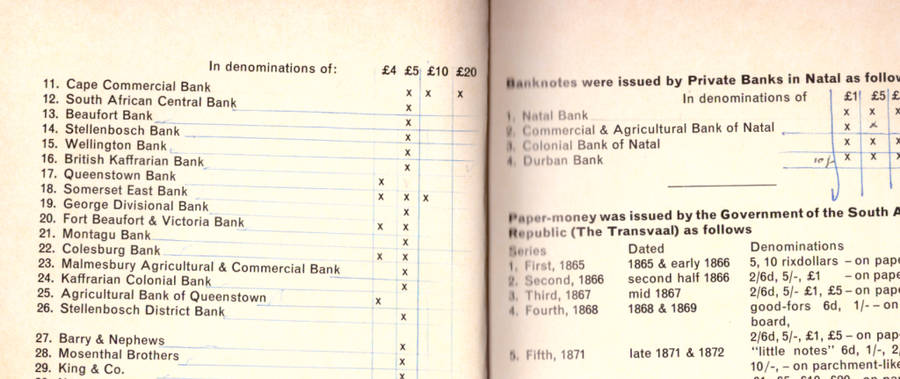 In denominations of: £4 £5 £10 £20
11. Cape Commercial Bank x x x
12. South African Central Bank x
13. Beaufort Bank x
14. Stellenbosch Bank x
15. Wellington Bank x
16. British Kaffrarian Bank x
17. Queenstown Bank x
18. Somerset East Bank x x x
19. George Divisional Bank x
20. Fort Beaufort & Victoria Bank x x
21. Montagu Bank x
22. Colesburg Bank x x
23. Malmesbury Agricultural & Commercial Bank x
24. Kaffrarian Colonial Bank x
25. Agricultural Bank of Queenstown x
26. Stellenbosch District Bank x
27. Barry & Nephews x
28. Mosenthal Brothers x
29. King & Co. x
Banknotes were issued by Private Banks in Natal as follow
In denominations of £1 £5 £
1. Natal Bank x x x
2. Commercial & Agricultural Bank of Natal x x
3. Colonial Bank of Natal x x x
4. Durban Bank 10/- x x x
Paper-money was issued by the Government of the South A
Republic (The Transvaal) as follows
Series Dated Denominations
1. First, 1865 1865 & early 1866 5, 10 rixdollars – on pape
2. Second, 1866 second half 1866 2/6d, 5/-, £1 – on pape
3. Third, 1867 mid 1867 2/6d, 5/- £1, £5 – on pape
4. Fourth, 1868 1868 & 1869 good-fors 6d, 1/- – on
board,
2/6d, 5/-, £1, £5 – on pap
5. Fifth, 1871 late 1871 & 1872 "little notes" 6d, 1/-, 2/
10/-, – on parchment-like